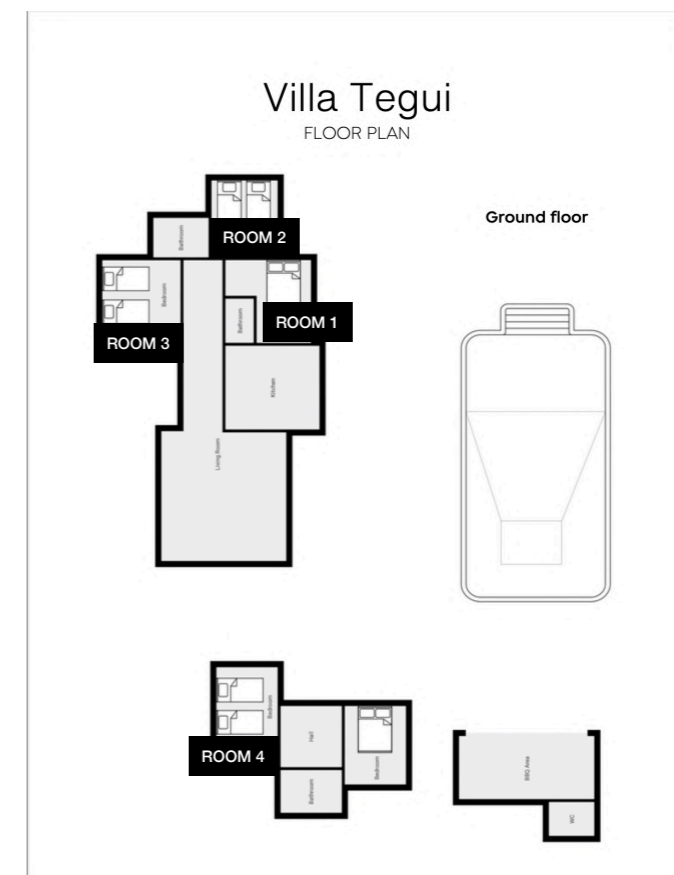 Villa Tegui
FLOOR PLAN
Ground floor
Bathroom
ROOM 2
Bedroom
ROOM 3
Bathroom
ROOM 1
Kitchen
Living Room
Bedroom
ROOM 4
Hall
Bathroom
Bedroom
BBQ Area
WC